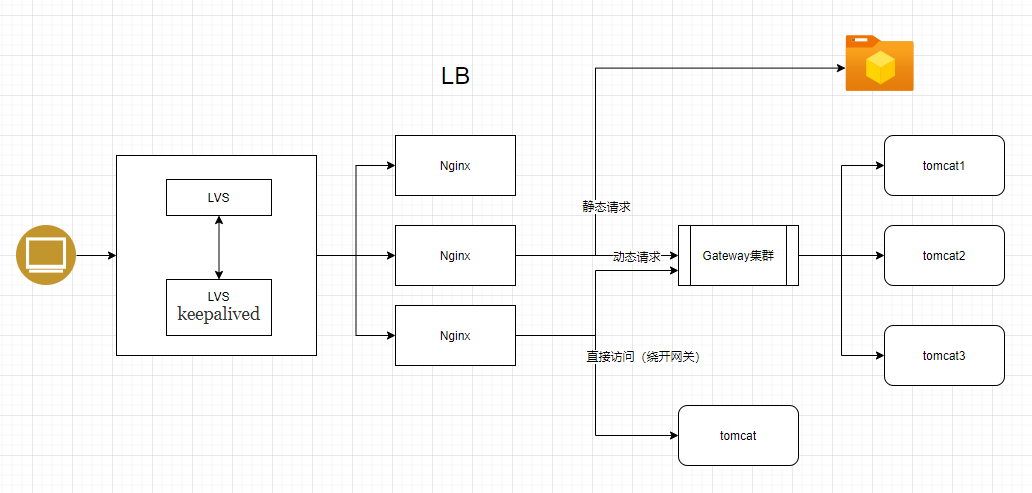 LB
Nginx
tomcat1
LVS
静态请求
Nginx
动态请求
Gateway集群
tomcat2
LVS
keepalived
Nginx
直接访问（绕开网关）
tomcat3
tomcat